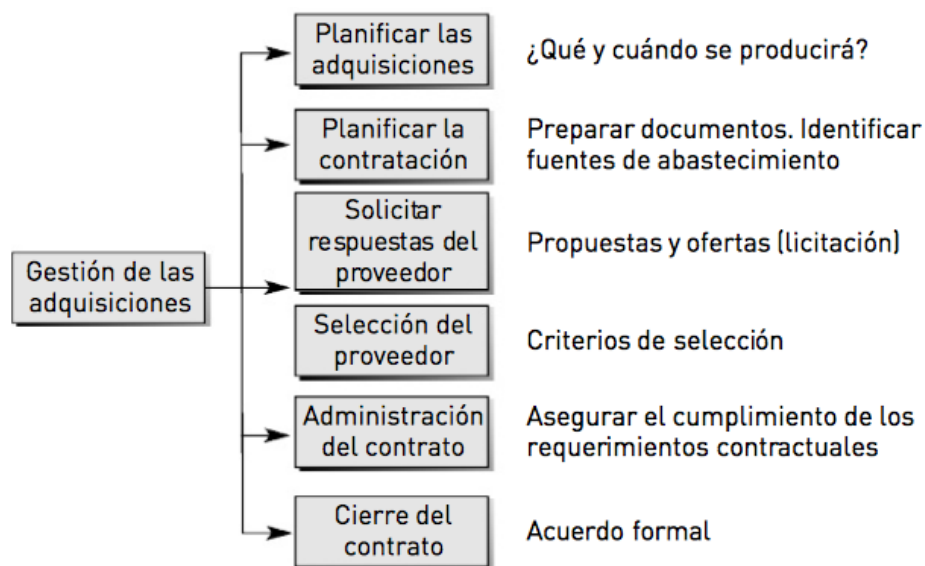 Planificar las
adquisiciones
¿Qué y cuándo se producirá?
Planificar la
contratación
Preparar documentos. Identificar
fuentes de abastecimiento
Solicitar
respuestas del
proveedor
Propuestas y ofertas (licitación)
Gestión de las
adquisiciones
Selección del
proveedor
Criterios de selección
Administración
del contrato
Asegurar el cumplimiento de los
requerimientos contractuales
Cierre del
contrato
Acuerdo formal